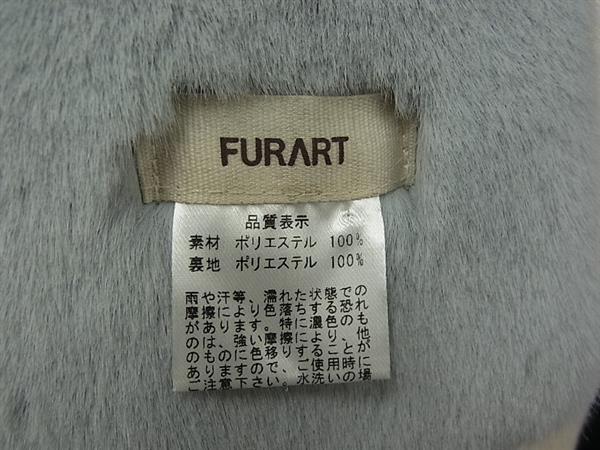 FURART
品質表示
素材 ポリエステル 100%
裏地 ポリエステル 100%
雨や汗等、濡れた状態での
摩擦により色落ちする恐れ
があります。特に濃色のも
のは、強い摩擦により、他
のものに色移りすることが
ありますので、ご使用時に
ご注意下さい。水洗いの場